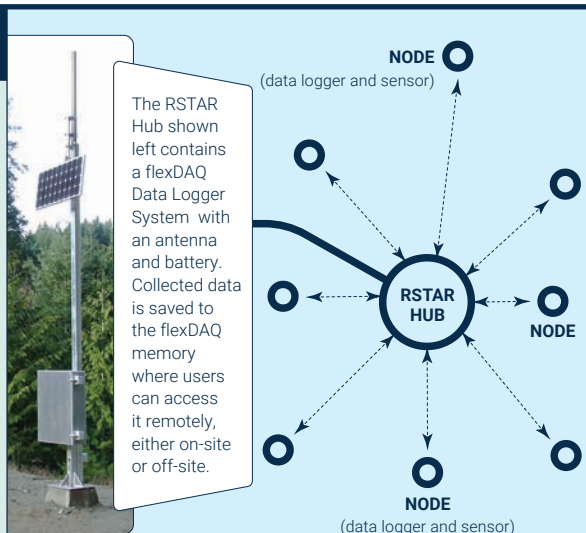 The RSTAR
Hub shown
left contains
a flexDAQ
Data Logger
System with
an antenna
and battery.
Collected data
is saved to
the flexDAQ
memory
where users
can access
it remotely,
either on-site
or off-site.
NODE
(data logger and sensor)
RSTAR
HUB
NODE
NODE
(data logger and sensor)